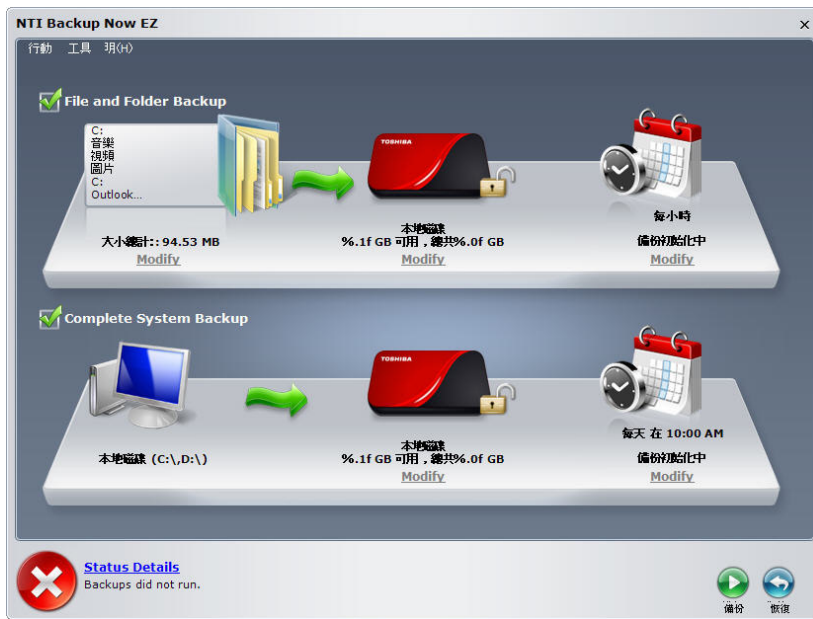 NTI Backup Now EZ
x
行動 工具 玥(H)
File and Folder Backup
C:
音樂
視頻
圖片
C:
Outlook...
TOSHIBA
每小時
大小總計:: 94.53 MB
本地磁碟
%.1f GB 可用，總共%.0f GB
備份初始化中
Modify
Modify
Modify
Complete System Backup
TOSHIBA
每天 在 10:00 AM
本地磁碟 (C:\,D:\)
本地磁碟
%.1f GB 可用，總共%.0f GB
備份初始化中
Modify
Modify
Status Details
Backups did not run.
備份 恢復